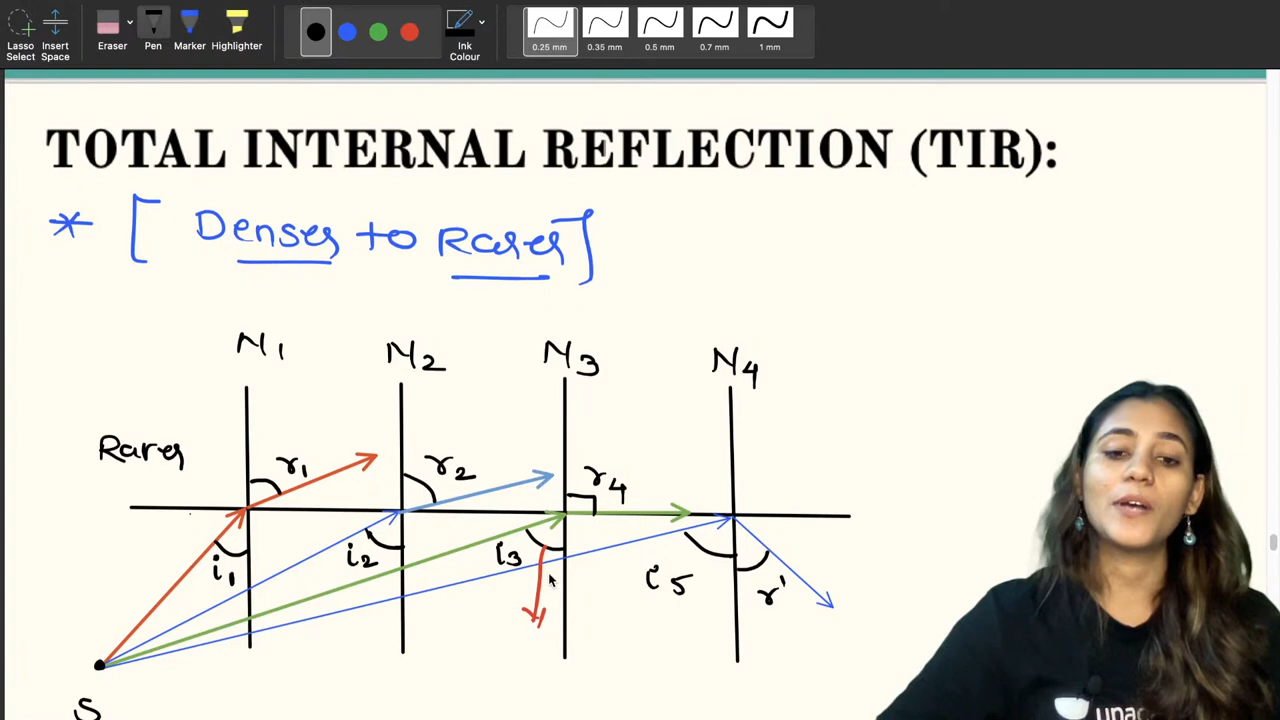 Lasso Select
Insert Space
Eraser
Pen
Marker
Highlighter
Ink Colour
0.25 mm
0.35 mm
0.5 mm
0.7 mm
1 mm
TOTAL INTERNAL REFLECTION (TIR):
* [ Denser to Rarer ]
N1 N2 N3 N4
Rarer r1 r2 r4
i1 i2 i3 i5 r'
S
una